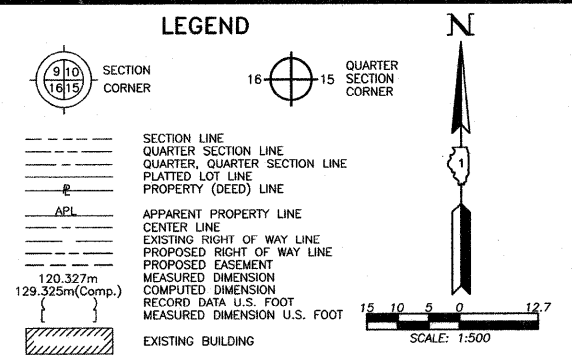 LEGEND
N
9 10
16 15
SECTION
CORNER
16
15
QUARTER
SECTION
CORNER
SECTION LINE
QUARTER SECTION LINE
QUARTER, QUARTER SECTION LINE
PLATTED LOT LINE
PROPERTY (DEED) LINE
APL
APPARENT PROPERTY LINE
CENTER LINE
EXISTING RIGHT OF WAY LINE
PROPOSED RIGHT OF WAY LINE
PROPOSED EASEMENT
120.327m MEASURED DIMENSION
129.325m(Comp.) COMPUTED DIMENSION
( ) RECORD DATA U.S. FOOT
[ ] MEASURED DIMENSION U.S. FOOT
EXISTING BUILDING
1
15 10 5 0 12.7
SCALE: 1:500